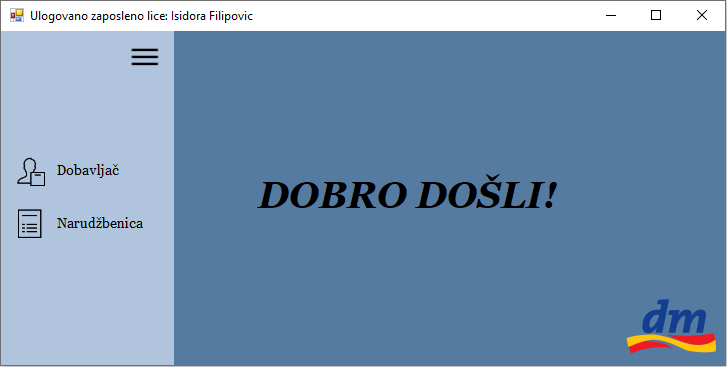 Ulogovano zaposleno lice: Isidora Filipovic
Dobavljač
Narudžbenica
DOBRO DOŠLI!
dm